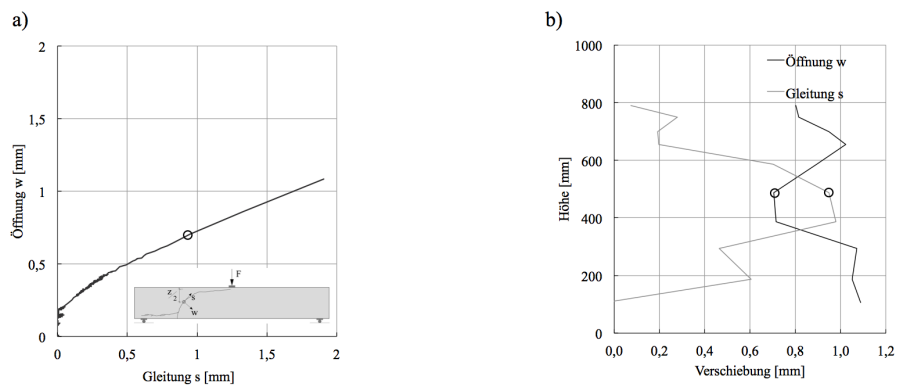 a)
2
1,5
1
0,5
0
Öffnung w [mm]
0
0,5
1
1,5
2
Gleitung s [mm]
F
z
2
s
w
b)
1000
800
600
400
200
0
Höhe [mm]
Öffnung w
Gleitung s
0,0
0,2
0,4
0,6
0,8
1,0
1,2
Verschiebung [mm]